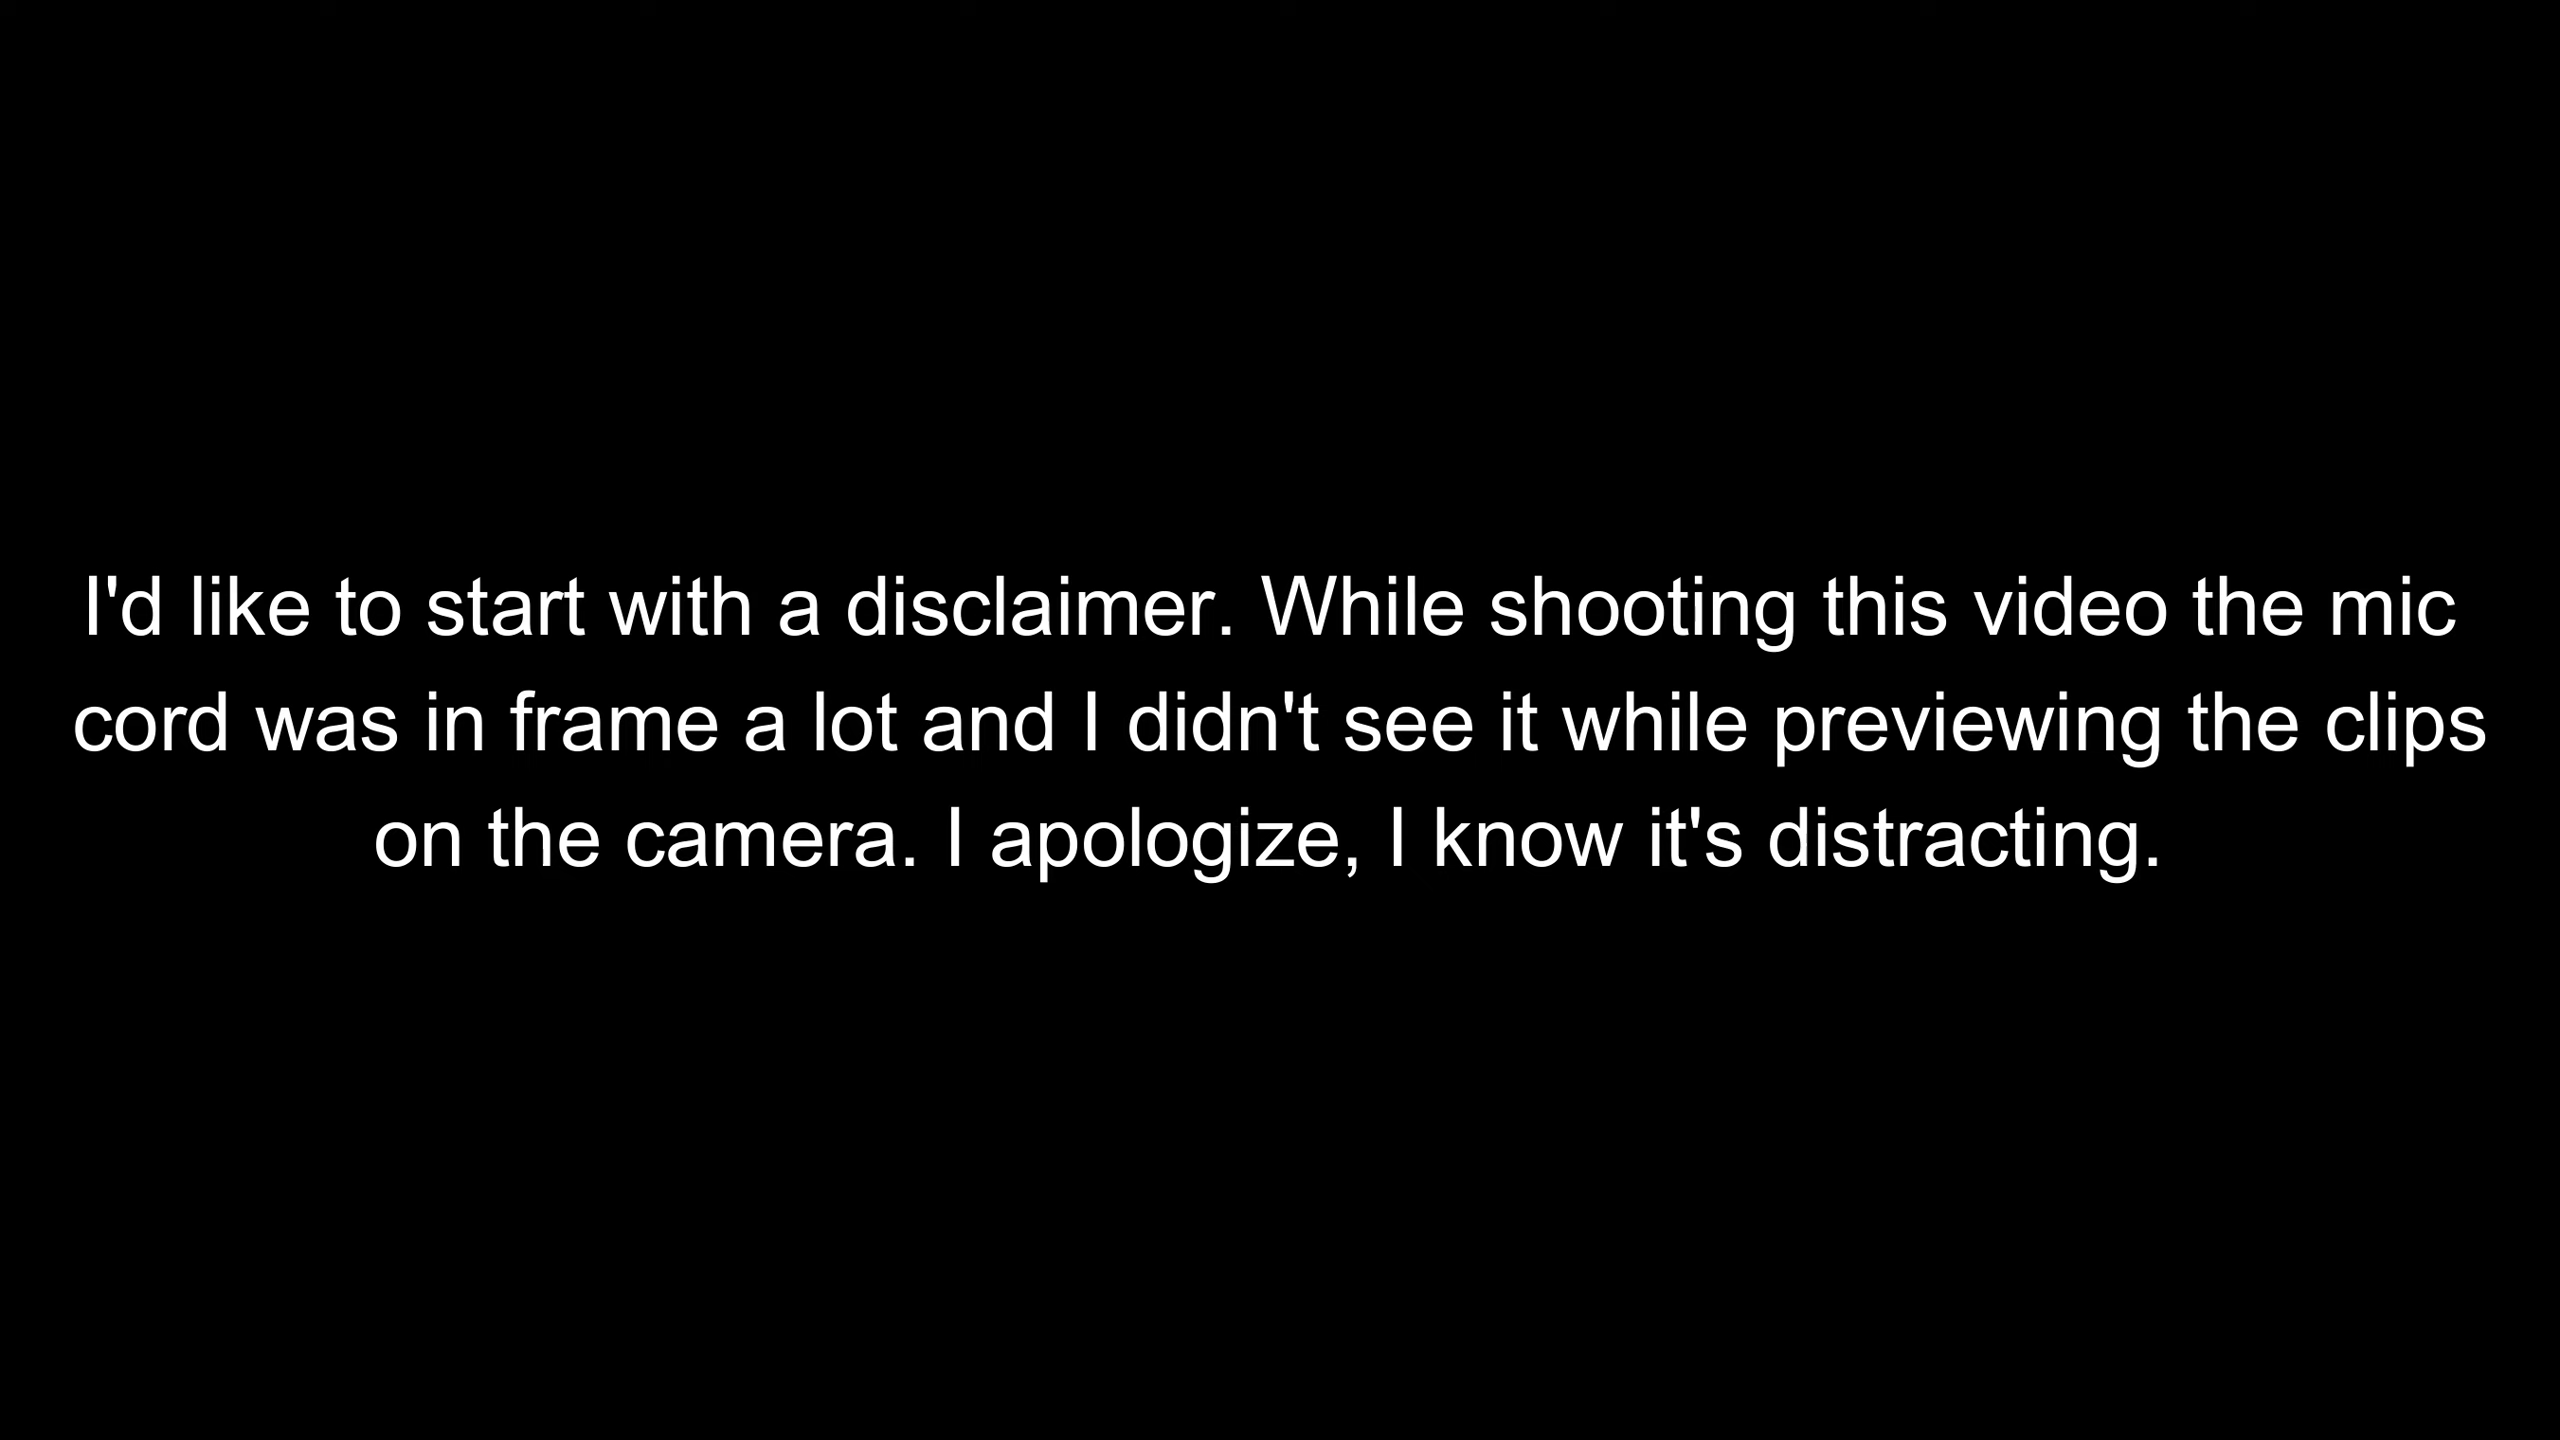 I'd like to start with a disclaimer. While shooting this video the mic
cord was in frame a lot and I didn't see it while previewing the clips
on the camera. I apologize, I know it's distracting.